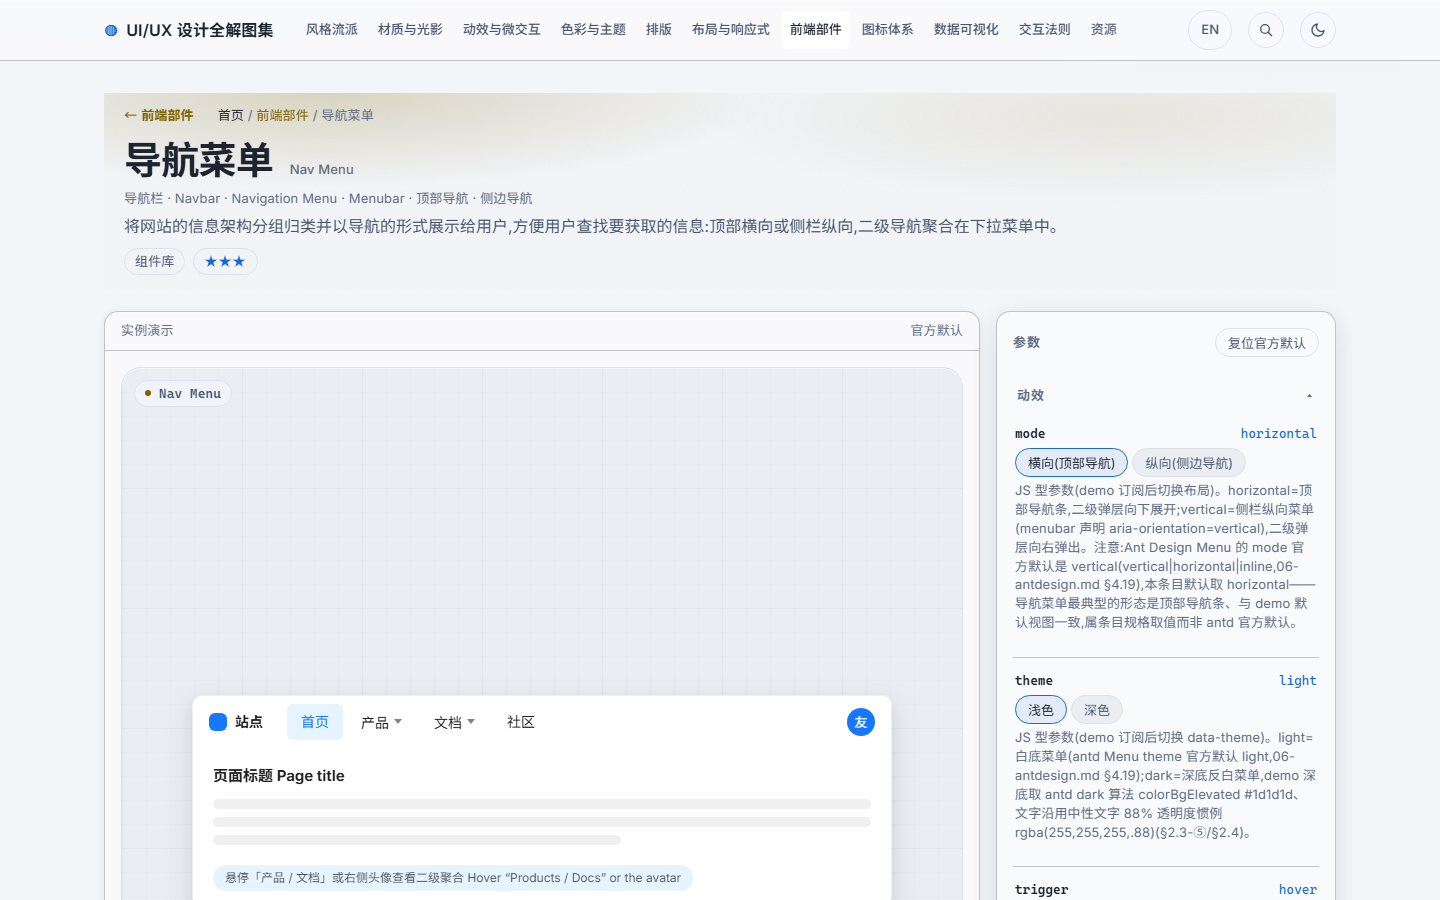 UI/UX 设计全解图集
风格流派 材质与光影 动效与微交互 色彩与主题 排版 布局与响应式 前端部件 图标体系 数据可视化 交互法则 资源
EN
← 前端部件 首页 / 前端部件 / 导航菜单
导航菜单 Nav Menu
导航栏 · Navbar · Navigation Menu · Menubar · 顶部导航 · 侧边导航
将网站的信息架构分组归类并以导航的形式展示给用户,方便用户查找要获取的信息:顶部横向或侧栏纵向,二级导航聚合在下拉菜单中。
组件库 ★★★
实例演示 官方默认
Nav Menu
站点 首页 产品 文档 社区 友
页面标题 Page title
悬停「产品 / 文档」或右侧头像查看二级聚合 Hover “Products / Docs” or the avatar
参数 复位官方默认
动效
mode horizontal
横向(顶部导航) 纵向(侧边导航)
JS 型参数(demo 订阅后切换布局)。horizontal=顶
部导航条,二级弹层向下展开;vertical=侧栏纵向菜单
(menubar 声明 aria-orientation=vertical),二级弹
层向右弹出。注意:Ant Design Menu 的 mode 官
方默认是 vertical(vertical|horizontal|inline,06-
antdesign.md §4.19),本条目默认取 horizontal——
导航菜单最典型的形态是顶部导航条、与 demo 默
认视图一致,属条目规格取值而非 antd 官方默认。
theme light
浅色 深色
JS 型参数(demo 订阅后切换 data-theme)。light=
白底菜单(antd Menu theme 官方默认 light,06-
antdesign.md §4.19);dark=深底反白菜单,demo 深
底取 antd dark 算法 colorBgElevated #1d1d1d、
文字沿用中性文字 88% 透明度惯例
rgba(255,255,255,.88)(§2.3-⑤/§2.4)。
trigger hover